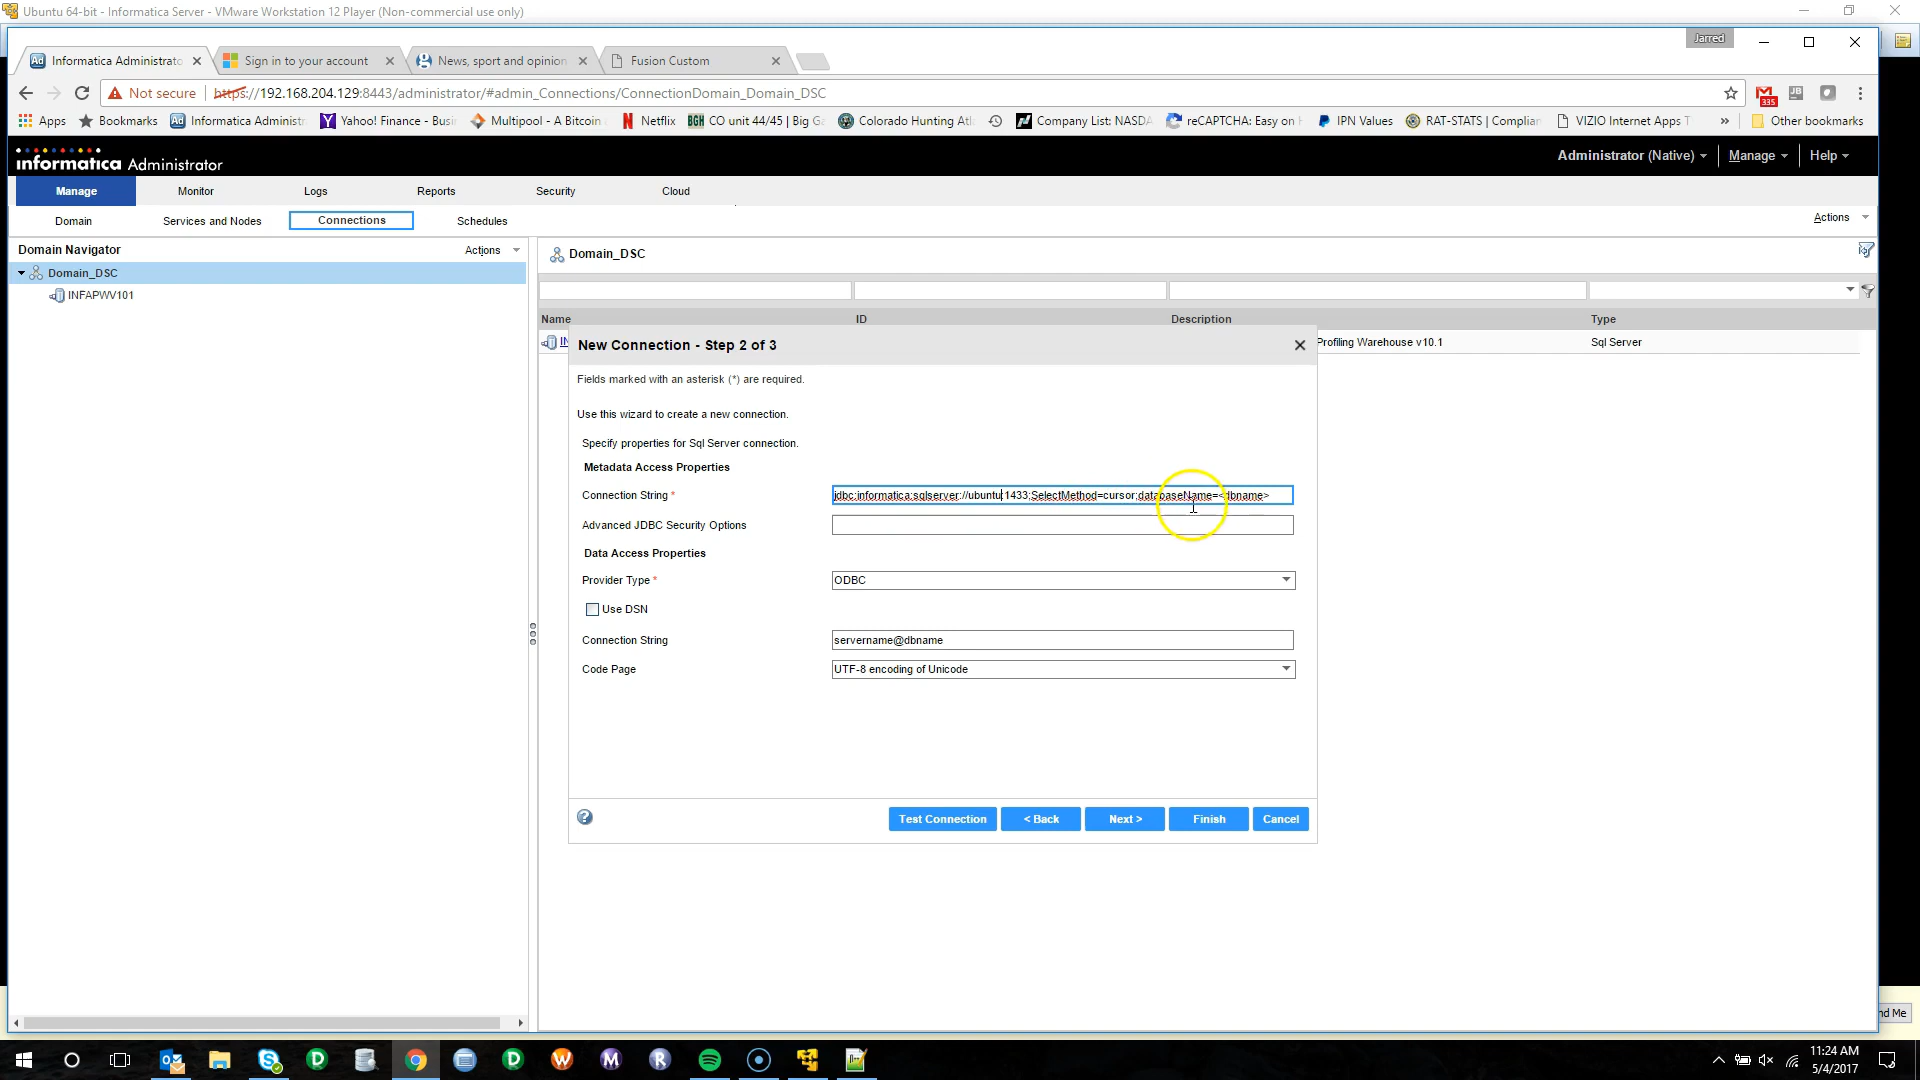 Ubuntu 64-bit - Informatica Server - VMware Workstation 12 Player (Non-commercial use only)
Jarred
Informatica Administrato
Sign in to your account
News, sport and opinion
Fusion Custom
Not secure
https://192.168.204.129:8443/administrator/#admin_Connections/ConnectionDomain_Domain_DSC
335
Apps
Bookmarks
Informatica Administ
Yahoo! Finance - Busi
Multipool - A Bitcoin
Netflix
CO unit 44/45 | Big Ga
Colorado Hunting Atl
Company List: NASDA
reCAPTCHA: Easy on
IPN Values
RAT-STATS | Complian
VIZIO Internet Apps T
»
Other bookmarks
informatica Administrator
Administrator (Native)
Manage
Help
Manage
Monitor
Logs
Reports
Security
Cloud
Domain
Services and Nodes
Connections
Schedules
Actions
Domain Navigator
Actions
Domain_DSC
Domain_DSC
INFAPWV101
Name
ID
Description
Type
IN
Profiling Warehouse v10.1
Sql Server
New Connection - Step 2 of 3
Fields marked with an asterisk (*) are required.
Use this wizard to create a new connection.
Specify properties for Sql Server connection.
Metadata Access Properties
Connection String *
jdbc:informatica:sqlserver://ubuntu:1433;SelectMethod=cursor;databaseName=<dbname>
Advanced JDBC Security Options
Data Access Properties
Provider Type *
ODBC
Use DSN
Connection String
servername@dbname
Code Page
UTF-8 encoding of Unicode
Test Connection
< Back
Next >
Finish
Cancel
nd Me
11:24 AM
5/4/2017